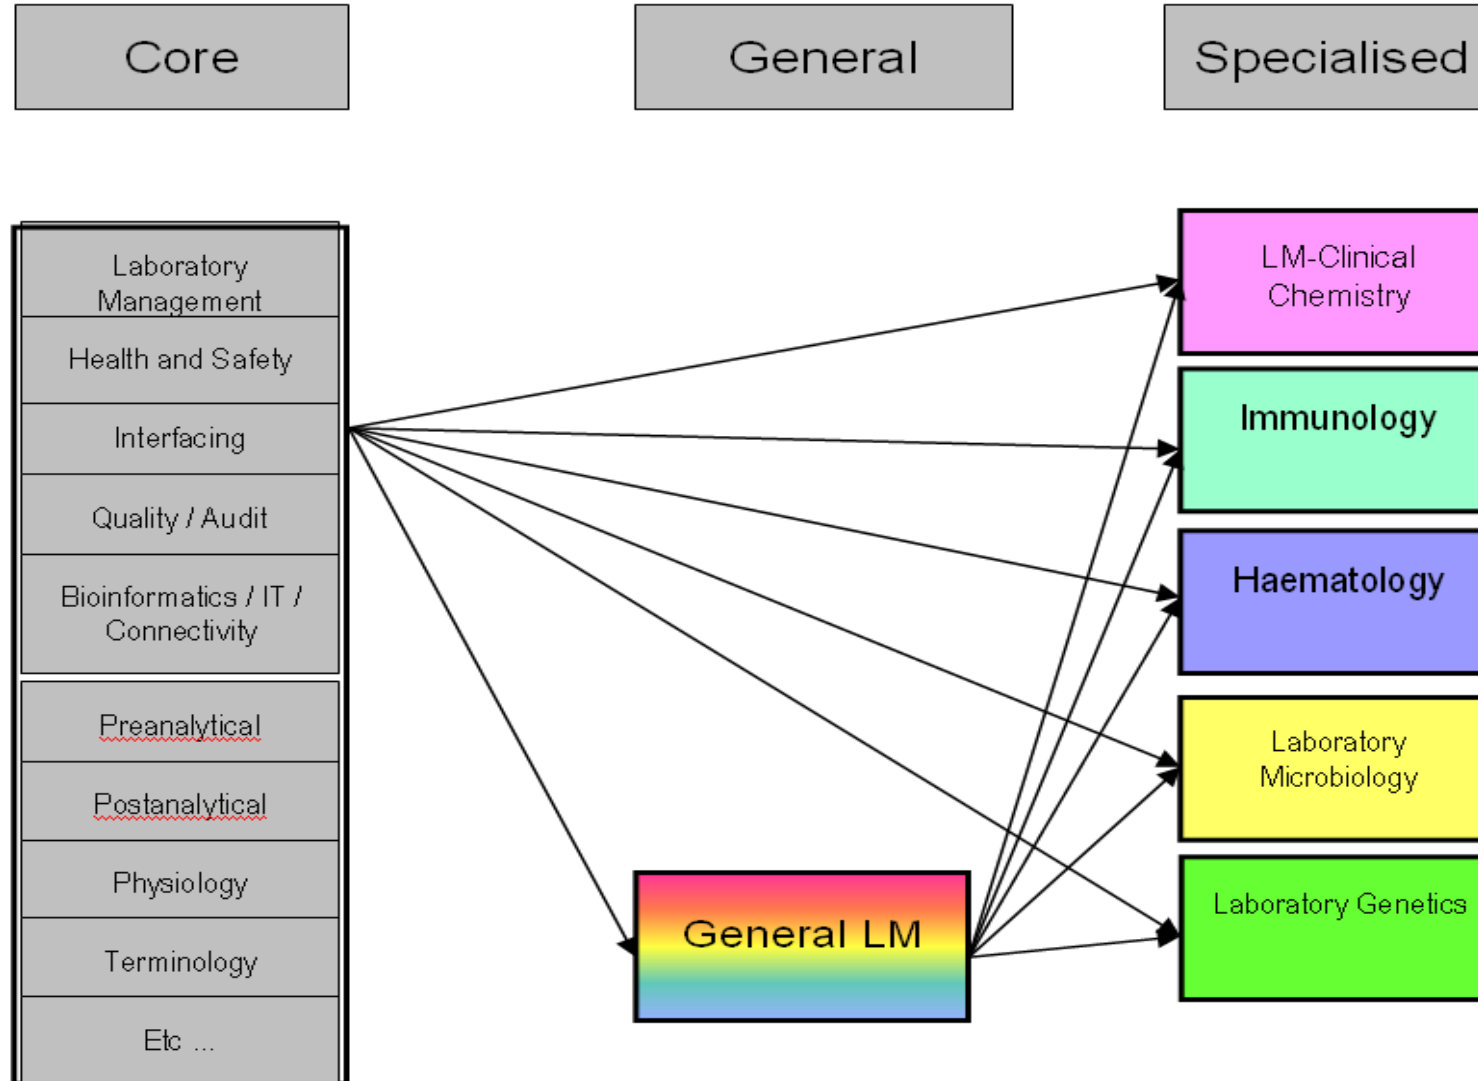 Core
General
Specialised
Laboratory
Management
Health and Safety
Interfacing
Quality / Audit
Bioinformatics / IT /
Connectivity
Preanalytical
Postanalytical
Physiology
Terminology
Etc ...
General LM
LM-Clinical
Chemistry
Immunology
Haematology
Laboratory
Microbiology
Laboratory Genetics